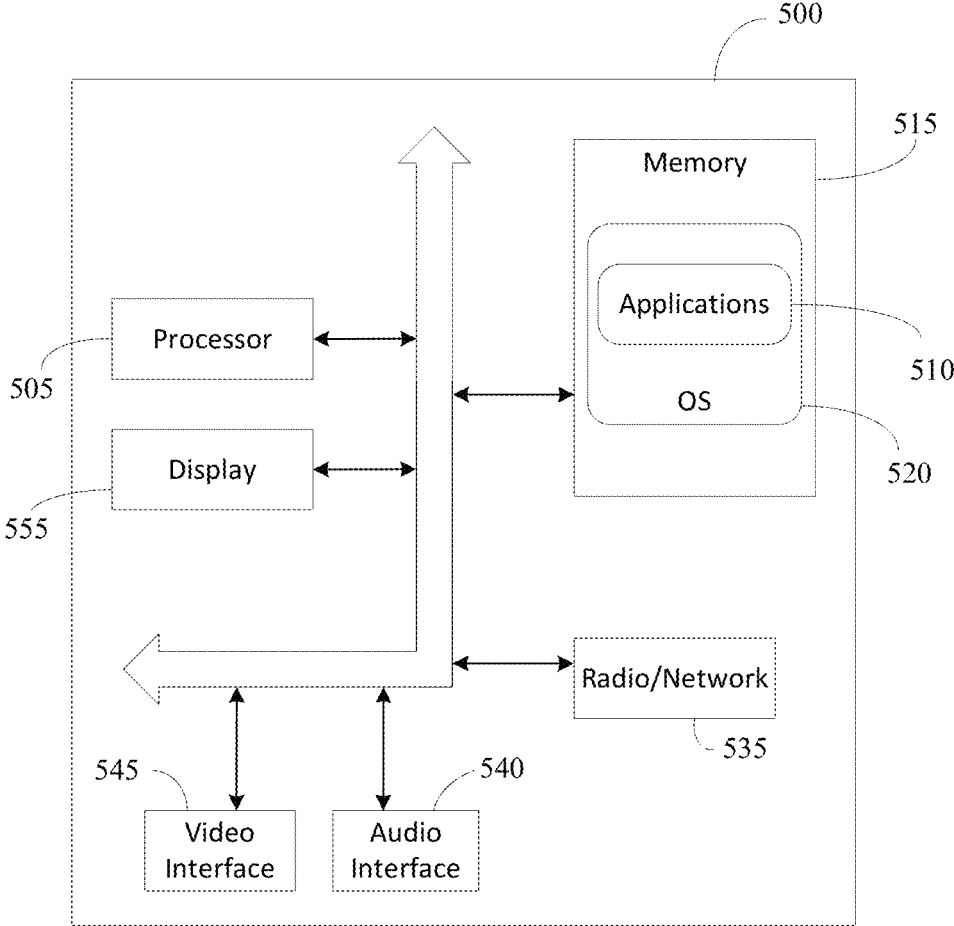 500
515
Memory
Applications
Processor
510
505
OS
Display
520
555
Radio/Network
535
545
540
Video
Interface
Audio
Interface